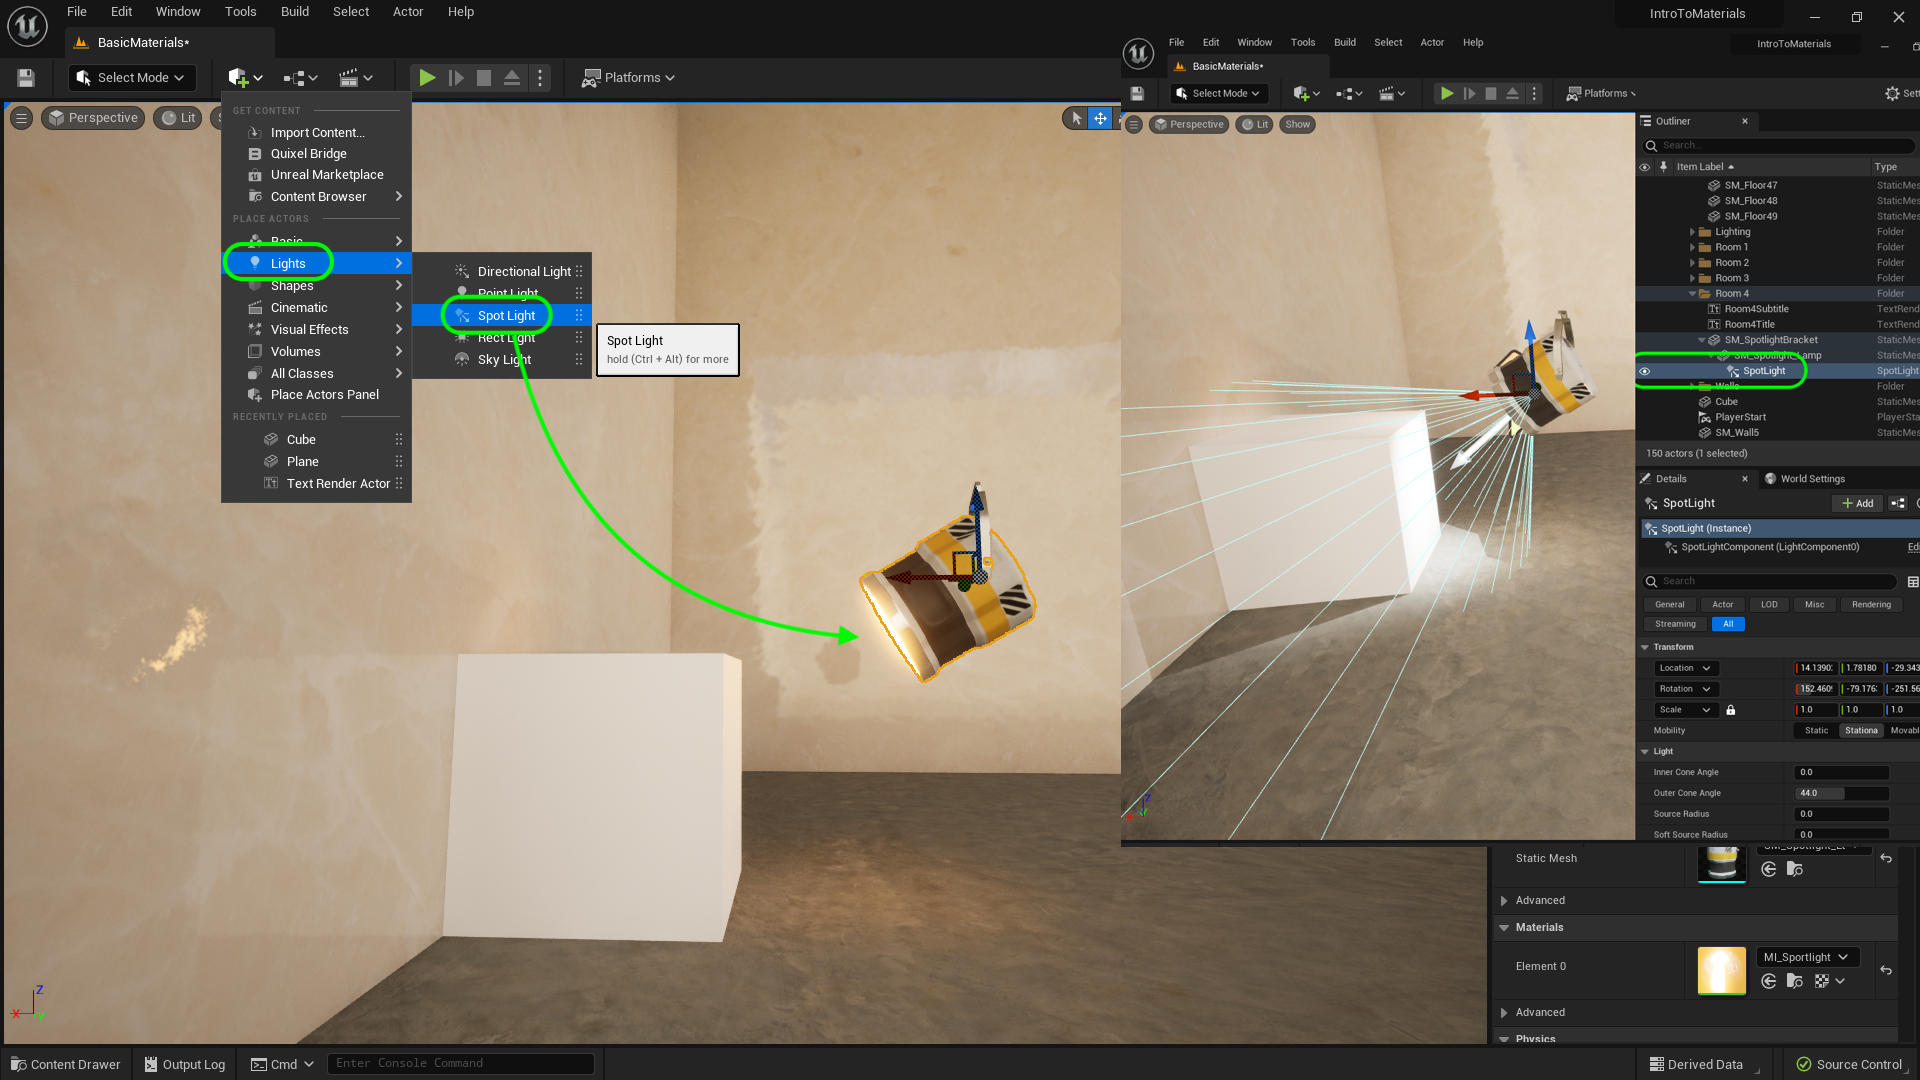 File Edit Window Tools Build Select Actor Help
IntroToMaterials
BasicMaterials*
Select Mode
Platforms
Perspective
Lit
GET CONTENT
Import Content...
Quixel Bridge
Unreal Marketplace
Content Browser
PLACE ACTORS
Basic
Lights
Shapes
Cinematic
Visual Effects
Volumes
All Classes
Place Actors Panel
RECENTLY PLACED
Cube
Plane
Text Render Actor
Directional Light
Point Light
Spot Light
Rect Light
Sky Light
Spot Light
hold (Ctrl + Alt) for more
File Edit Window Tools Build Select Actor Help
IntroToMaterials
BasicMaterials*
Select Mode
Platforms
Sett
Perspective
Lit
Show
Outliner
Search...
Item Label Type
SM_Floor47 StaticMes
SM_Floor48 StaticMes
SM_Floor49 StaticMes
Lighting Folder
Room 1 Folder
Room 2 Folder
Room 3 Folder
Room 4 Folder
Room4Subtitle TextRend
Room4Title TextRend
SM_SpotlightBracket StaticMes
SM_Spotlight_Lamp StaticMes
SpotLight SpotLight
Walls Folder
Cube StaticMes
PlayerStart PlayerSta
SM_Wall5 StaticMes
150 actors (1 selected)
Details
World Settings
SpotLight
+ Add
SpotLight (Instance)
SpotLightComponent (LightComponent0) Edi
Search
General Actor LOD Misc Rendering
Streaming All
Transform
Location 14.1390 1.78180 -29.343
Rotation 152.460 -79.176 -251.56
Scale 1.0 1.0 1.0
Mobility Static Stationa Movabl
Light
Inner Cone Angle 0.0
Outer Cone Angle 44.0
Source Radius 0.0
Soft Source Radius 0.0
Static Mesh
Advanced
Materials
Element 0
MI_Sportlight
Advanced
Physics
Z
X
Y
Z
Content Drawer
Output Log
Cmd
Enter Console Command
Derived Data
Source Control